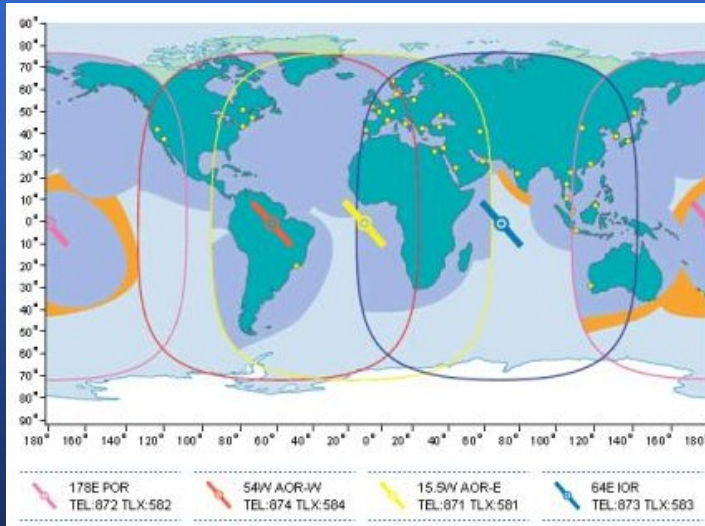 90°
80°
70°
60°
50°
40°
30°
20°
10°
0°
10°
20°
30°
40°
50°
60°
70°
80°
90°
180° 160° 120° 100° 80° 60° 40° 20° 0° 20° 40° 60° 80° 100° 120° 140° 160° 180
178E POR
TEL:872 TLX:582
54W AOR-W
TEL:874 TLX:584
15.5W AOR-E
TEL:871 TLX:581
64E IOR
TEL:873 TLX:583